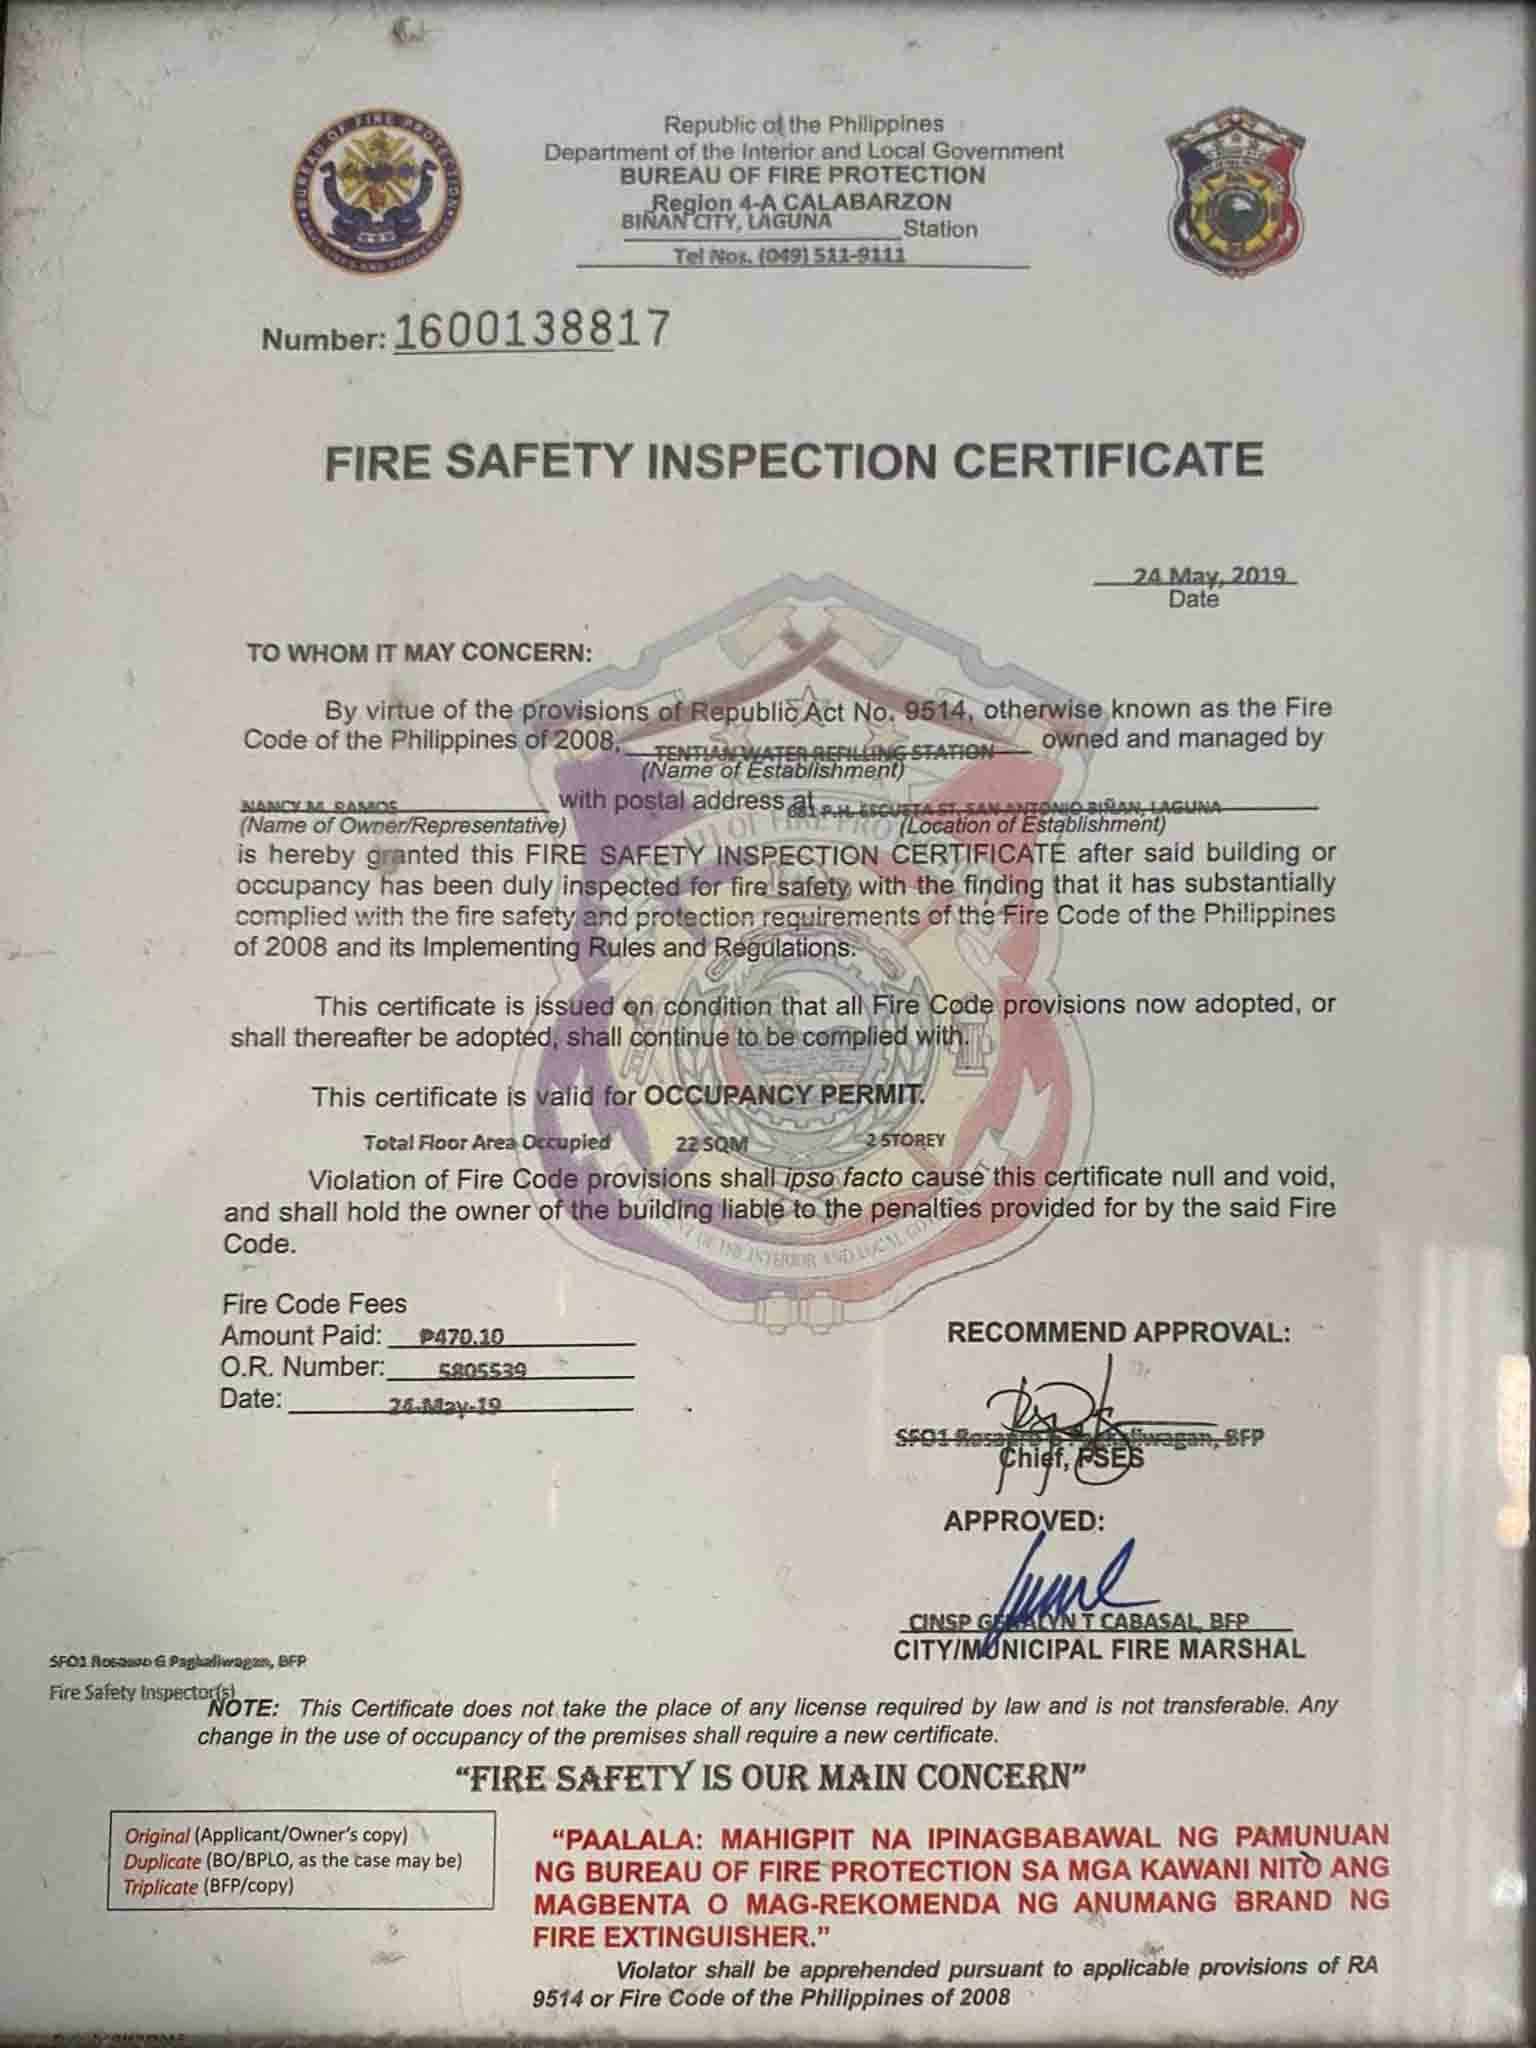 BUREAU OF FIRE PROTECTION
Republic of the Philippines
Department of the Interior and Local Government
BUREAU OF FIRE PROTECTION
Region 4-A CALABARZON
BIÑAN CITY, LAGUNA Station
Tel Nos. (049) 511-9111
Number: 1600138817
FIRE SAFETY INSPECTION CERTIFICATE
24 May, 2019
Date
TO WHOM IT MAY CONCERN:
By virtue of the provisions of Republic Act No. 9514, otherwise known as the Fire
Code of the Philippines of 2008, TENTIAN WATER REFILLING STATION owned and managed by
(Name of Establishment)
NANCY M. RAMOS with postal address at 681 P.H. ESCUETA ST. SAN ANTONIO BIÑAN, LAGUNA
(Name of Owner/Representative) (Location of Establishment)
is hereby granted this FIRE SAFETY INSPECTION CERTIFICATE after said building or
occupancy has been duly inspected for fire safety with the finding that it has substantially
complied with the fire safety and protection requirements of the Fire Code of the Philippines
of 2008 and its Implementing Rules and Regulations.
This certificate is issued on condition that all Fire Code provisions now adopted, or
shall thereafter be adopted, shall continue to be complied with.
This certificate is valid for OCCUPANCY PERMIT.
Total Floor Area Occupied 22 SQM 2 STOREY
Violation of Fire Code provisions shall ipso facto cause this certificate null and void,
and shall hold the owner of the building liable to the penalties provided for by the said Fire
Code.
Fire Code Fees
Amount Paid: ₱470.10
O.R. Number: 5805539
Date: 24-May-19
RECOMMEND APPROVAL:
SFO1 Rosauro G Paghaliwagan, BFP
Chief, FSES
APPROVED:
CINSP GERALYN T CABASAL, BFP
CITY/MUNICIPAL FIRE MARSHAL
SFO1 Rosauro G Paghaliwagan, BFP
Fire Safety Inspector(s)
NOTE: This Certificate does not take the place of any license required by law and is not transferable. Any
change in the use of occupancy of the premises shall require a new certificate.
“FIRE SAFETY IS OUR MAIN CONCERN”
Original (Applicant/Owner's copy)
Duplicate (BO/BPLO, as the case may be)
Triplicate (BFP/copy)
“PAALALA: MAHIGPIT NA IPINAGBABAWAL NG PAMUNUAN
NG BUREAU OF FIRE PROTECTION SA MGA KAWANI NITO ANG
MAGBENTA O MAG-REKOMENDA NG ANUMANG BRAND NG
FIRE EXTINGUISHER.”
Violator shall be apprehended pursuant to applicable provisions of RA
9514 or Fire Code of the Philippines of 2008